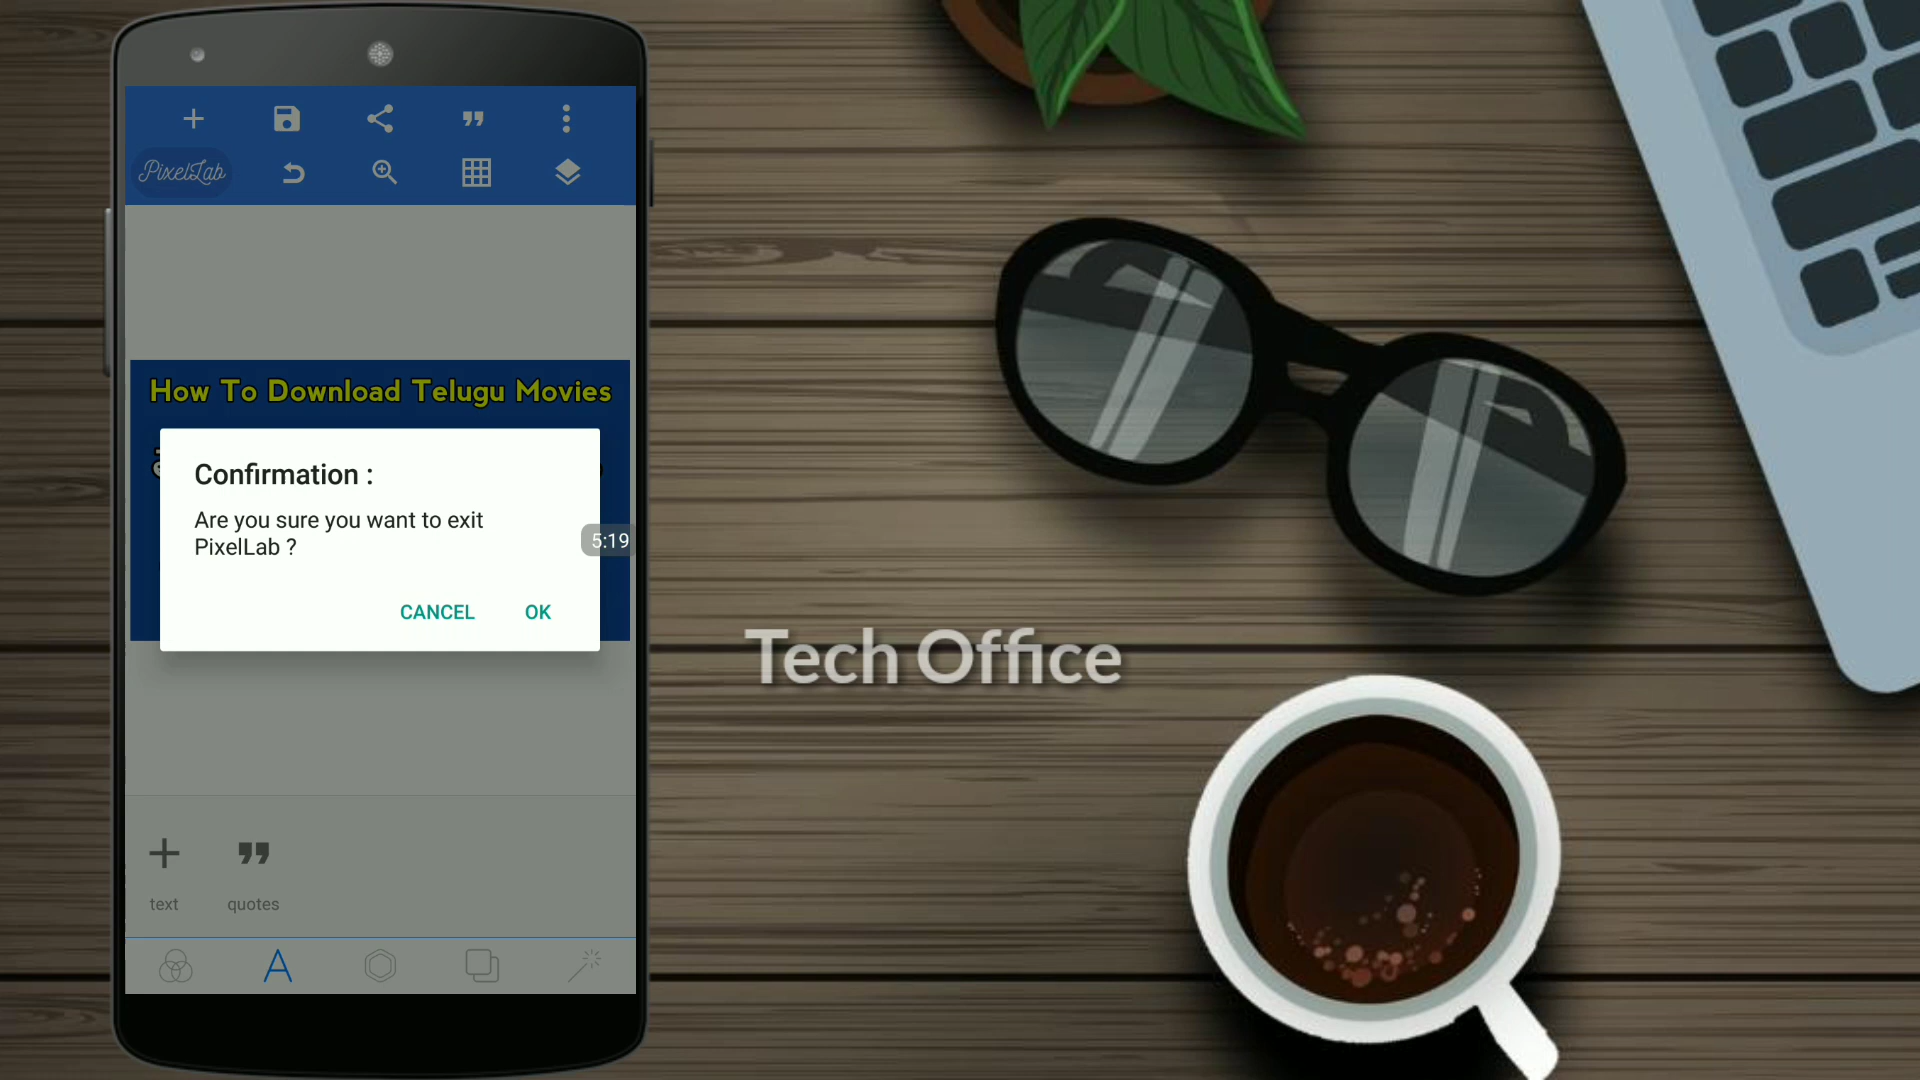 PixelLab
How To Download Telugu Movies
Confirmation :
Are you sure you want to exit
PixelLab ?
5:19
CANCEL OK
Tech Office
text quotes